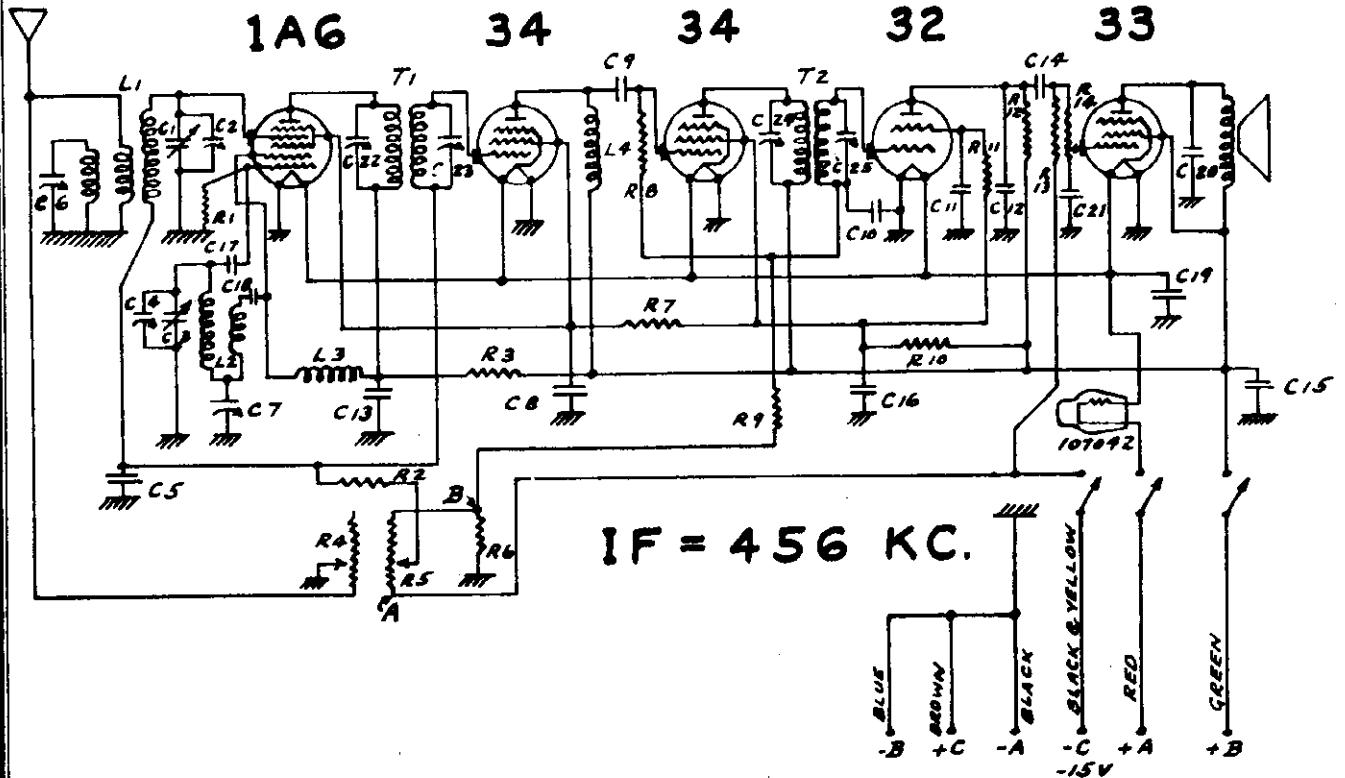 1A6 34 34 32 33
L1 T1 C9 T2 C14
C1 C2 C22 C23 L4 C24 C25 R11 R12 R14
C6 R1 R8 C11 C12 R13 C21 C20
C17 C10
C18 C19
C4 R7
L2 L3 R3 R10
C7 C13 C8 C16 C15
R9
107042
C5 R2 B
R4 R5 R6
A
IF = 456 KC.
BLUE BROWN BLACK BLACK & YELLOW RED GREEN
-B +C -A -C +A +B
-15V